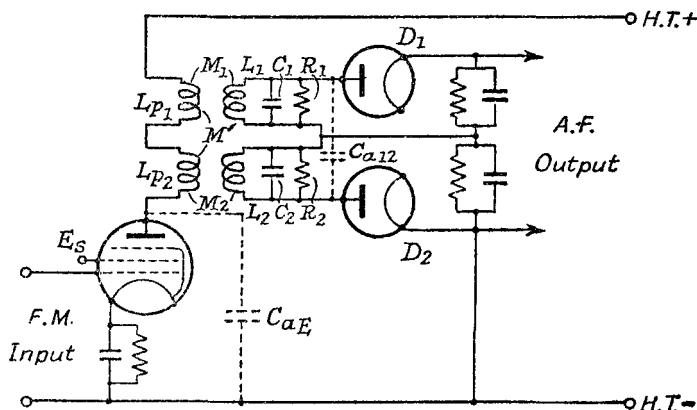 H.T.+
D1
M1 L1 C1 R1
Lp1
M
A.F.
Output
Lp2
Ca12
M2
L2 C2 R2
Es
D2
F.M.
Input
CaE
H.T.-